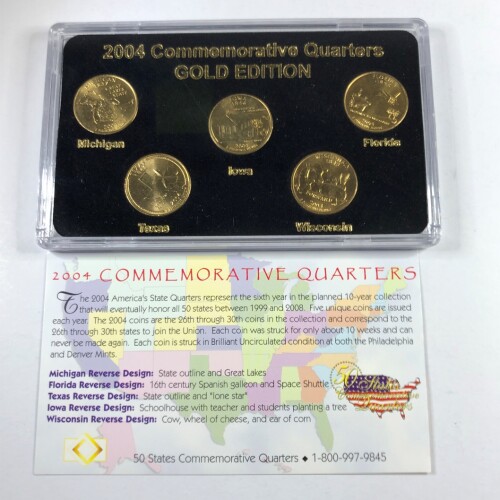 2004 Commemorative Quarters
GOLD EDITION
Michigan
Iowa
Florida
Texas
Wisconsin
2004 COMMEMORATIVE QUARTERS
The 2004 America's State Quarters represent the sixth year in the planned 10-year collection
that will eventually honor all 50 states between 1999 and 2008. Five unique coins are issued
each year. The 2004 coins are the 26th through 30th coins in the collection and correspond to the
26th through 30th states to join the Union. Each coin was struck for only about 10 weeks and can
never be made again. Each coin is struck in Brilliant Uncirculated condition at both the Philadelphia
and Denver Mints.
Michigan Reverse Design: State outline and Great Lakes
Florida Reverse Design: 16th century Spanish galleon and Space Shuttle
Texas Reverse Design: State outline and "lone star"
Iowa Reverse Design: Schoolhouse with teacher and students planting a tree
Wisconsin Reverse Design: Cow, wheel of cheese, and ear of corn
50 States Commemorative Quarters ◆ 1-800-997-9845